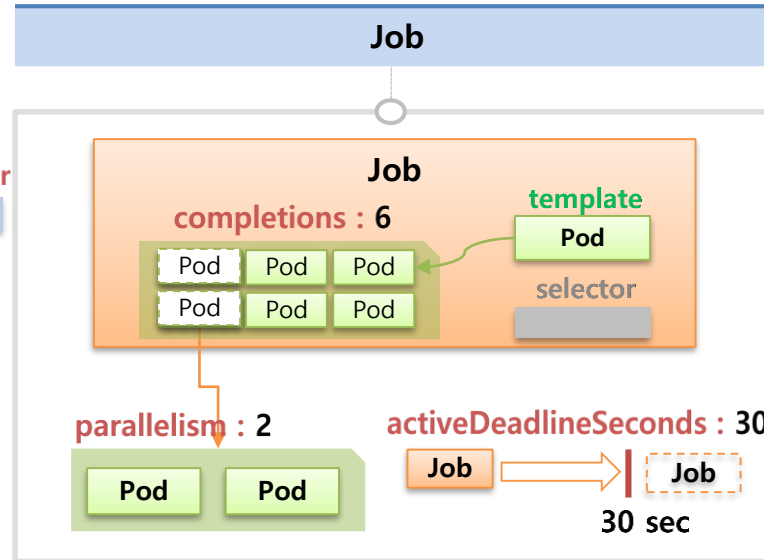 Job
Job
r
completions : 6
template
Pod
Pod Pod Pod
Pod Pod Pod
selector
parallelism : 2
activeDeadlineSeconds : 30
Pod Pod
Job
Job
30 sec